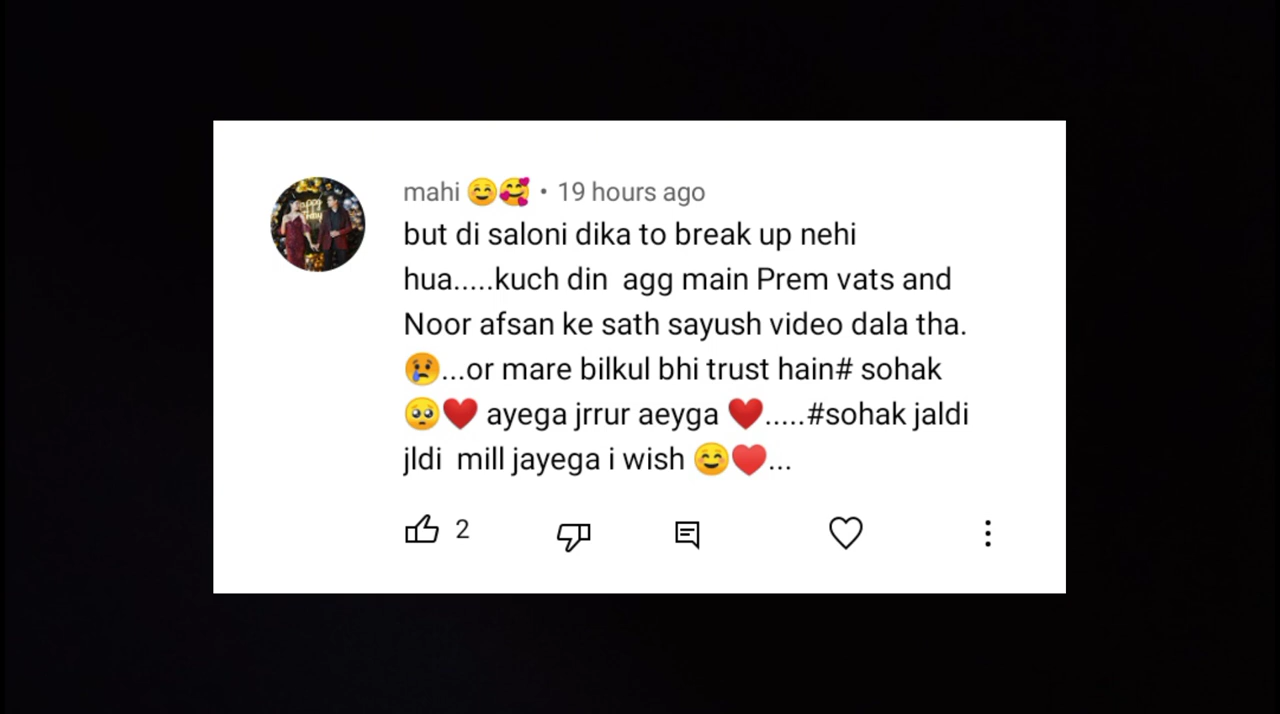 mahi ☺️🥰 • 19 hours ago
but di saloni dika to break up nehi
hua.....kuch din agg main Prem vats and
Noor afsan ke sath sayush video dala tha.
😢...or mare bilkul bhi trust hain# sohak
🥺❤️ ayega jrrur aeyga ❤️.....#sohak jaldi
jldi mill jayega i wish ☺️♥️...
2